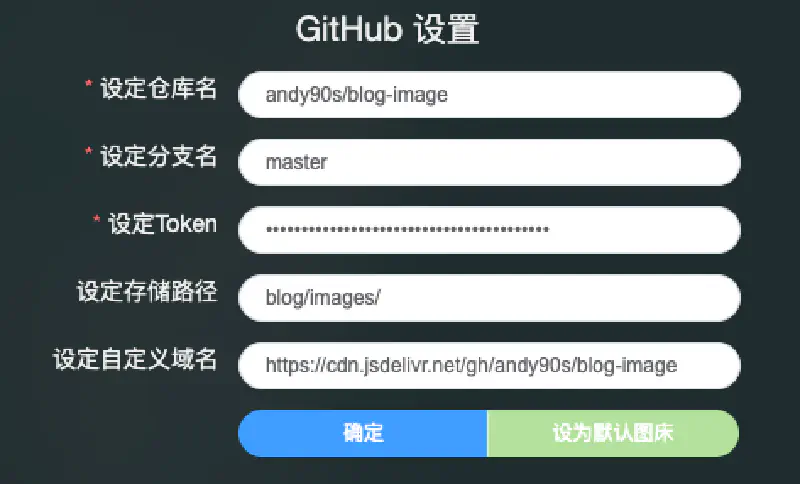 GitHub 设置
* 设定仓库名 andy90s/blog-image
* 设定分支名 master
* 设定Token ••••••••••••••••••••••••••••••••••••••••
设定存储路径 blog/images/
设定自定义域名 https://cdn.jsdelivr.net/gh/andy90s/blog-image
确定 设为默认图床